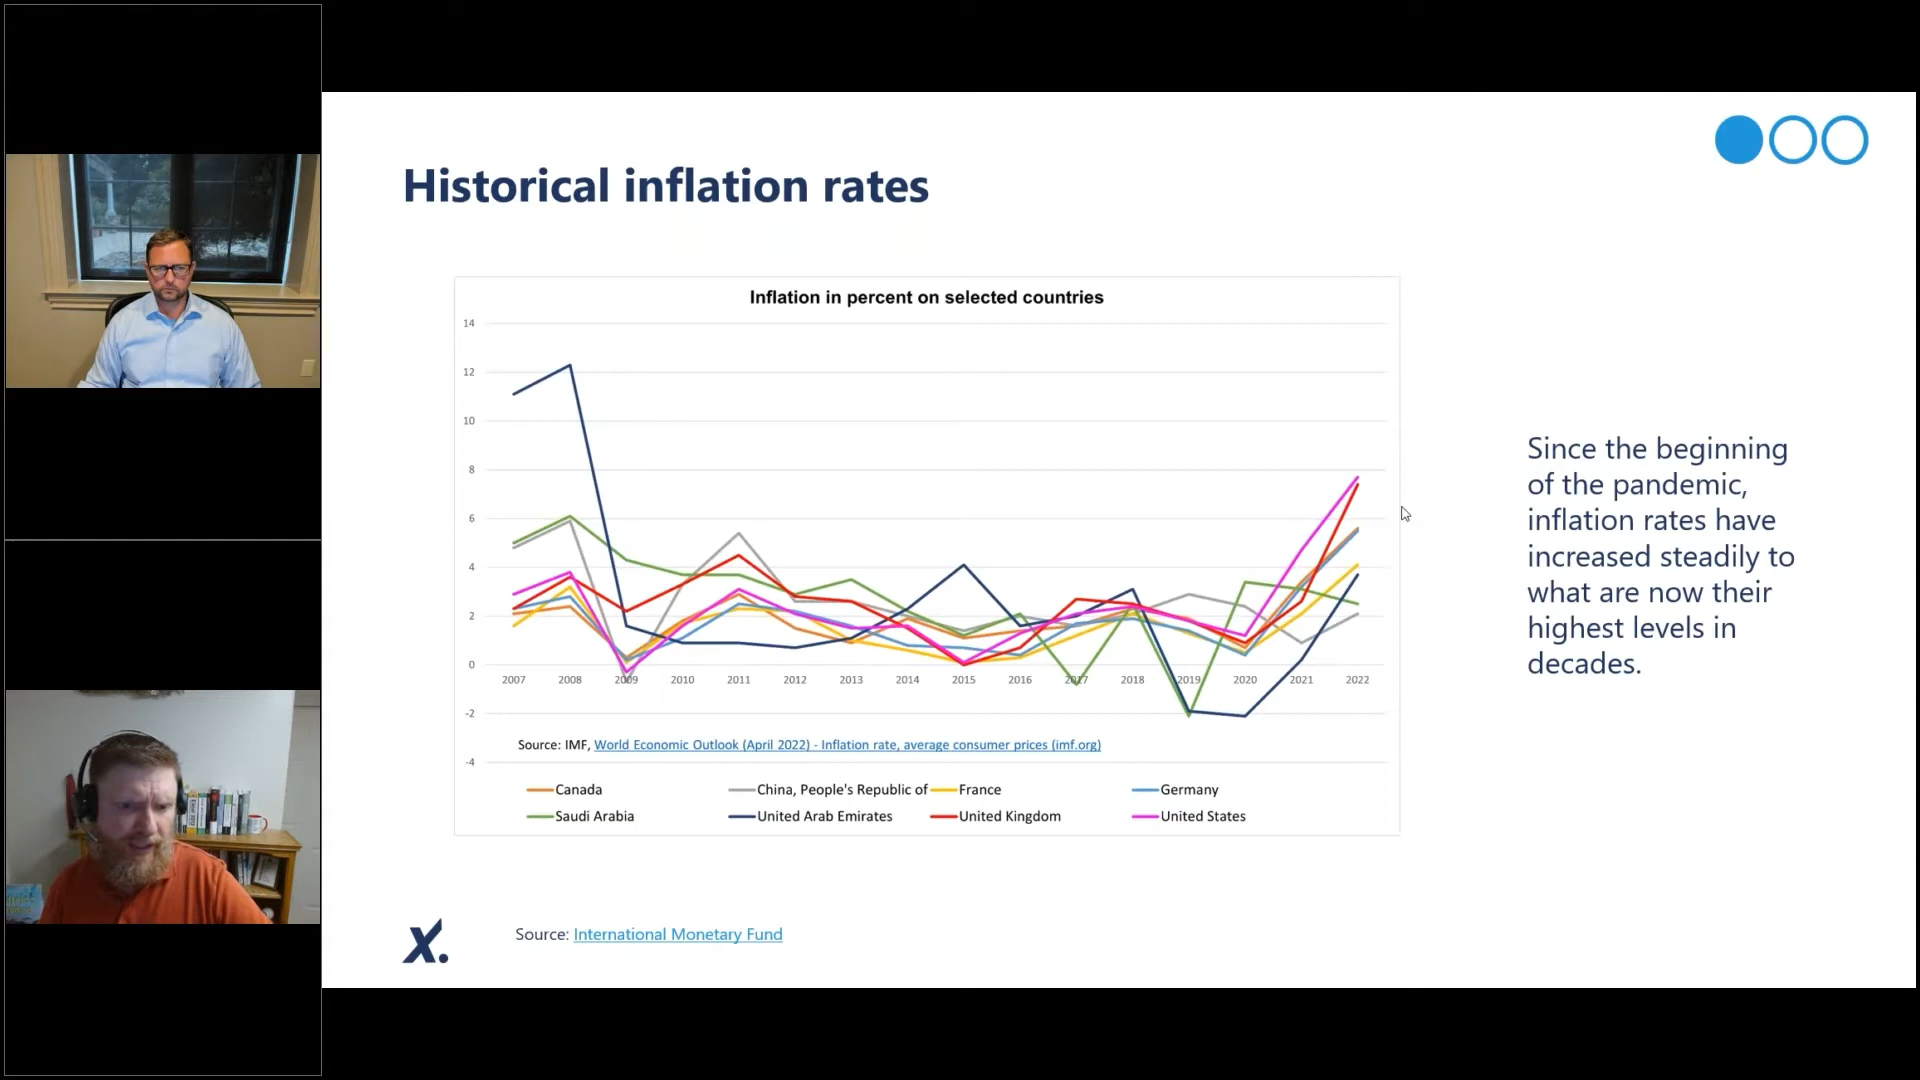 Historical inflation rates
Inflation in percent on selected countries
14
12
10
8
6
4
2
0
2007 2008 2009 2010 2011 2012 2013 2014 2015 2016 2017 2018 2019 2020 2021 2022
-2
Source: IMF, World Economic Outlook (April 2022) - Inflation rate, average consumer prices (imf.org)
-4
Canada China, People's Republic of France Germany
Saudi Arabia United Arab Emirates United Kingdom United States
Since the beginning
of the pandemic,
inflation rates have
increased steadily to
what are now their
highest levels in
decades.
X.
Source: International Monetary Fund